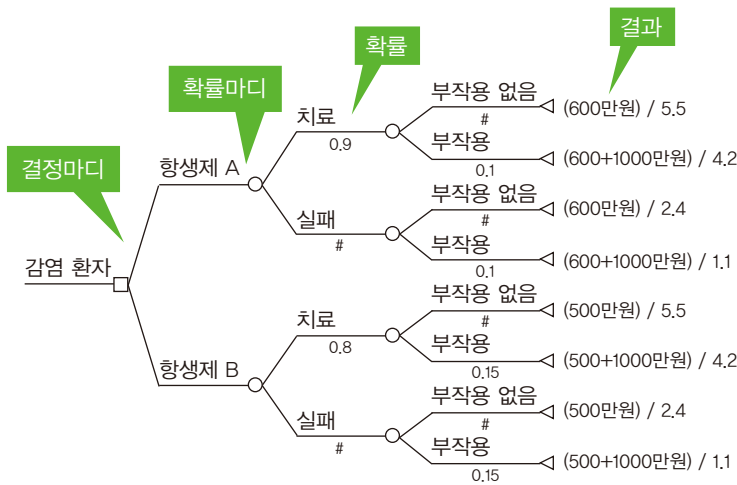 결과
확률
확률마디
결정마디
부작용 없음
#
(600만원) / 5.5
치료
0.9
부작용
0.1
(600+1000만원) / 4.2
항생제 A
부작용 없음
#
(600만원) / 2.4
실패
#
부작용
0.1
(600+1000만원) / 1.1
감염 환자
부작용 없음
#
(500만원) / 5.5
치료
0.8
부작용
0.15
(500+1000만원) / 4.2
항생제 B
부작용 없음
#
(500만원) / 2.4
실패
#
부작용
0.15
(500+1000만원) / 1.1